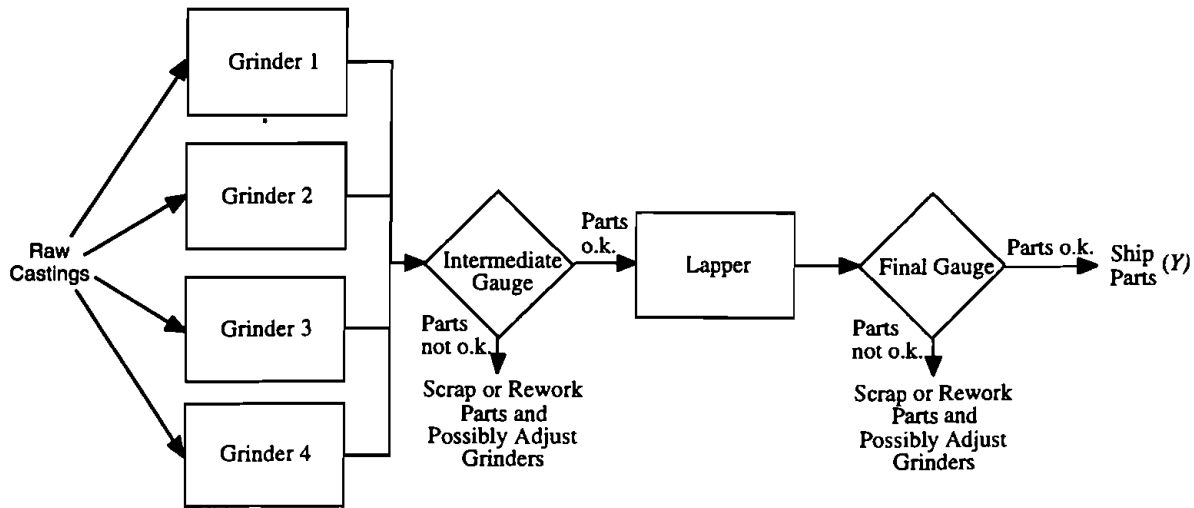 Grinder 1
Grinder 2
Grinder 3
Grinder 4
Raw
Castings
Intermediate
Gauge
Parts
o.k.
Parts
not o.k.
Scrap or Rework
Parts and
Possibly Adjust
Grinders
Lapper
Final Gauge
Parts o.k.
Ship
Parts (Y)
Parts
not o.k.
Scrap or Rework
Parts and
Possibly Adjust
Grinders